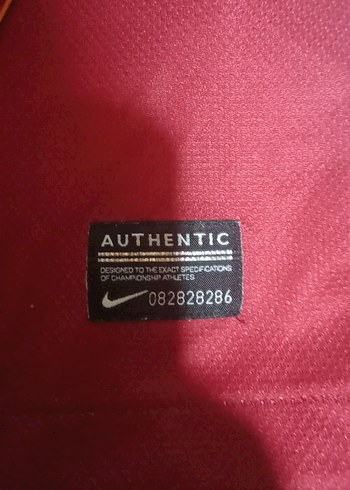 AUTHENTIC
DESIGNED TO THE EXACT SPECIFICATIONS
OF CHAMPIONSHIP ATHLETES
082828286